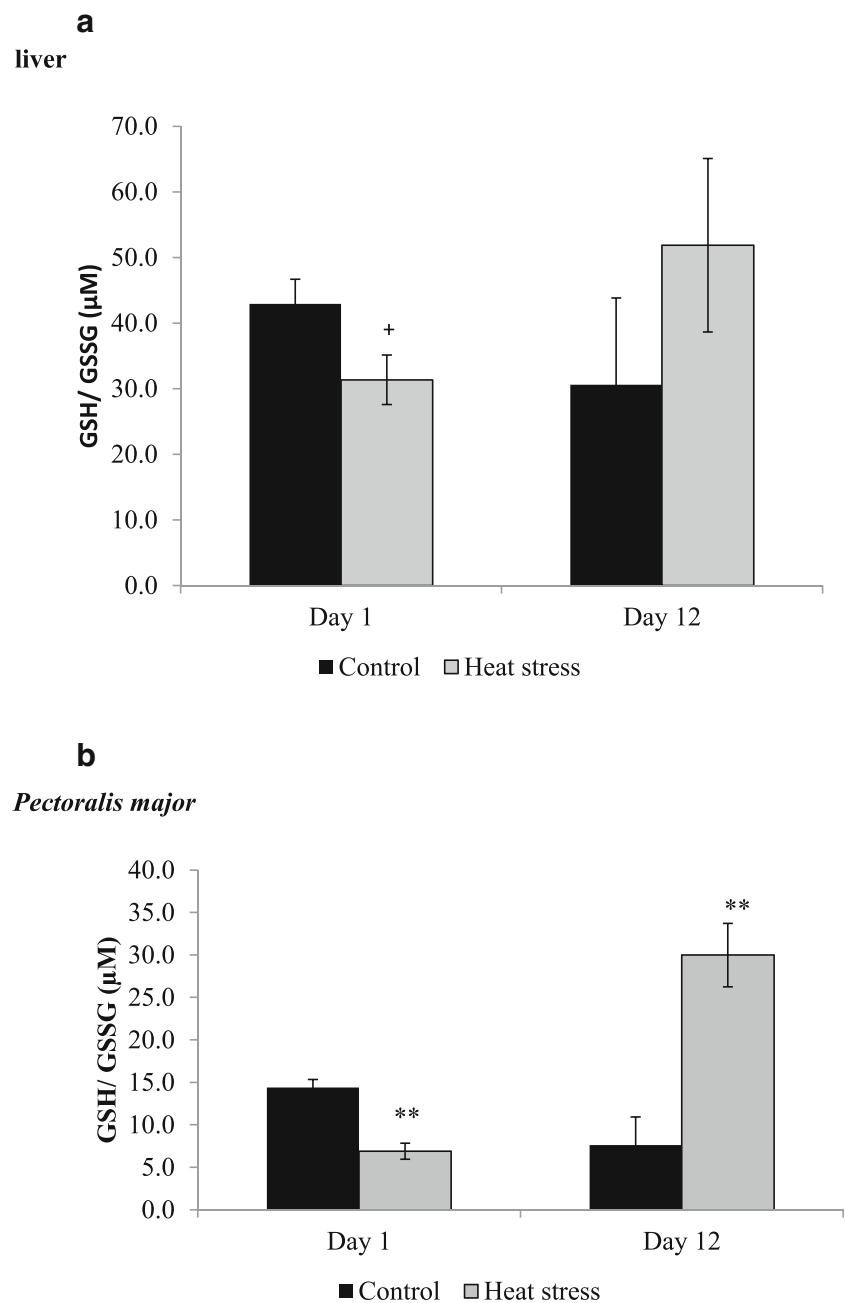 a
liver
70.0
60.0
50.0
40.0
30.0
20.0
10.0
0.0
GSH/ GSSG (µM)
+
Day 1 Day 12
Control Heat stress
b
Pectoralis major
40.0
35.0
30.0
25.0
20.0
15.0
10.0
5.0
0.0
GSH/ GSSG (µM)
**
**
Day 1 Day 12
Control Heat stress